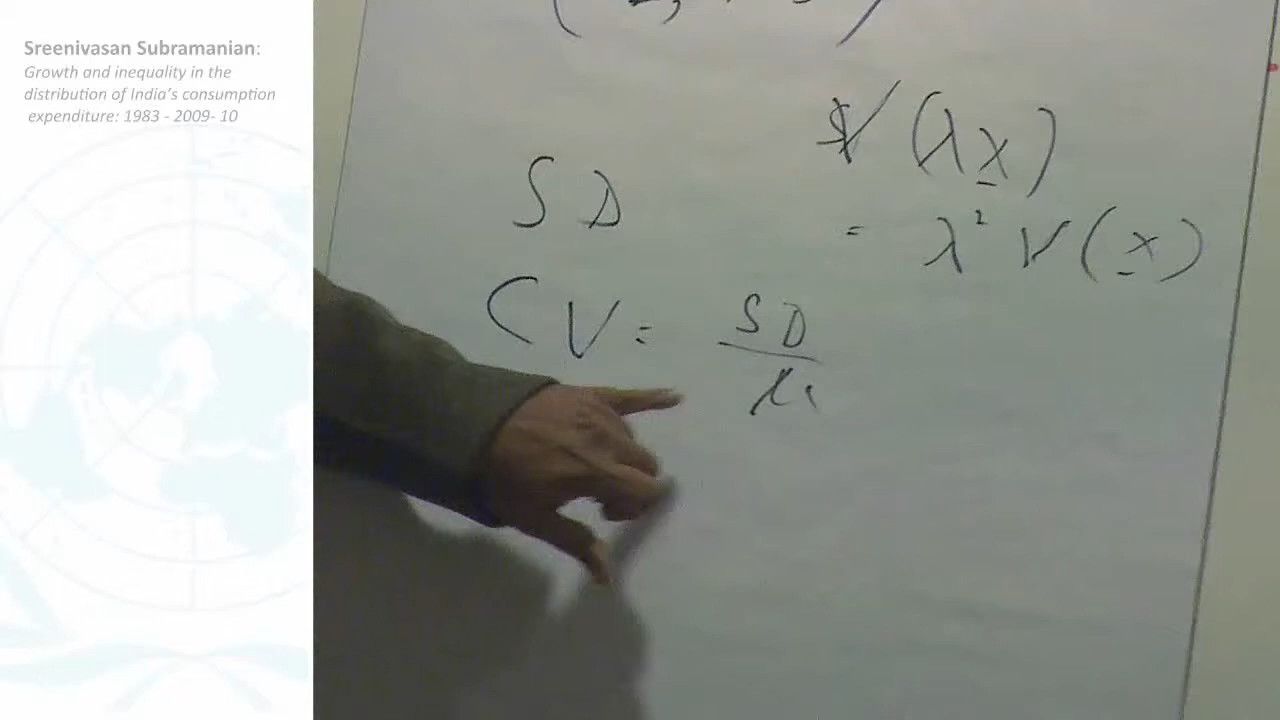 Sreenivasan Subramanian:
Growth and inequality in the
distribution of India's consumption
expenditure: 1983 - 2009- 10
V (λx)
SD
= λ² V (x)
CV = SD
μ